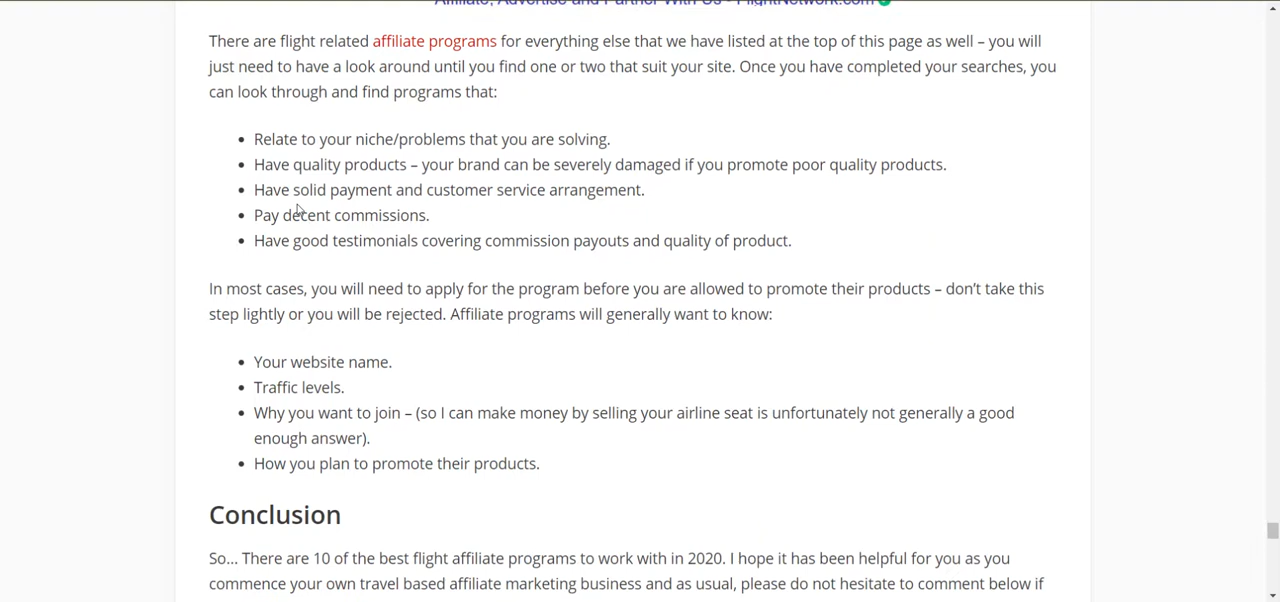 Affiliate, Advertise and Partner With Us - FlightNetwork.com
There are flight related affiliate programs for everything else that we have listed at the top of this page as well – you will
just need to have a look around until you find one or two that suit your site. Once you have completed your searches, you
can look through and find programs that:
• Relate to your niche/problems that you are solving.
• Have quality products – your brand can be severely damaged if you promote poor quality products.
• Have solid payment and customer service arrangement.
• Pay decent commissions.
• Have good testimonials covering commission payouts and quality of product.
In most cases, you will need to apply for the program before you are allowed to promote their products – don’t take this
step lightly or you will be rejected. Affiliate programs will generally want to know:
• Your website name.
• Traffic levels.
• Why you want to join – (so I can make money by selling your airline seat is unfortunately not generally a good
enough answer).
• How you plan to promote their products.
Conclusion
So… There are 10 of the best flight affiliate programs to work with in 2020. I hope it has been helpful for you as you
commence your own travel based affiliate marketing business and as usual, please do not hesitate to comment below if